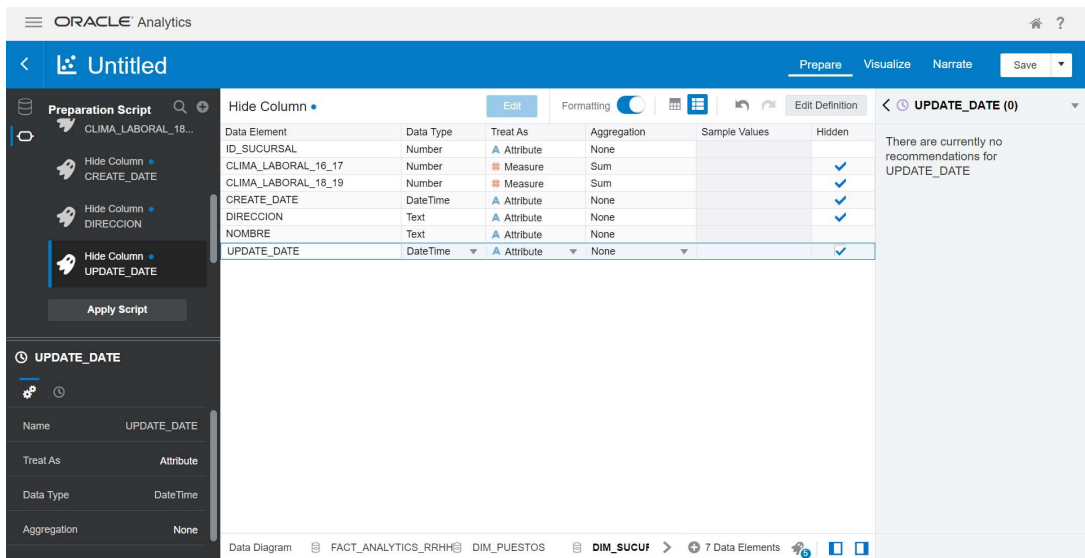 ORACLE Analytics
?
Untitled
Prepare Visualize Narrate Save
Preparation Script
CLIMA_LABORAL_18...
Hide Column
CREATE_DATE
Hide Column
DIRECCION
Hide Column
UPDATE_DATE
Apply Script
UPDATE_DATE
Name UPDATE_DATE
Treat As Attribute
Data Type DateTime
Aggregation None
Hide Column Edit Formatting Edit Definition
Data Element Data Type Treat As Aggregation Sample Values Hidden
ID_SUCURSAL Number A Attribute None
CLIMA_LABORAL_16_17 Number # Measure Sum
CLIMA_LABORAL_18_19 Number # Measure Sum
CREATE_DATE DateTime A Attribute None
DIRECCION Text A Attribute None
NOMBRE Text A Attribute None
UPDATE_DATE DateTime A Attribute None
UPDATE_DATE (0)
There are currently no
recommendations for
UPDATE_DATE
Data Diagram FACT_ANALYTICS_RRHH DIM_PUESTOS DIM_SUCUR 7 Data Elements 5